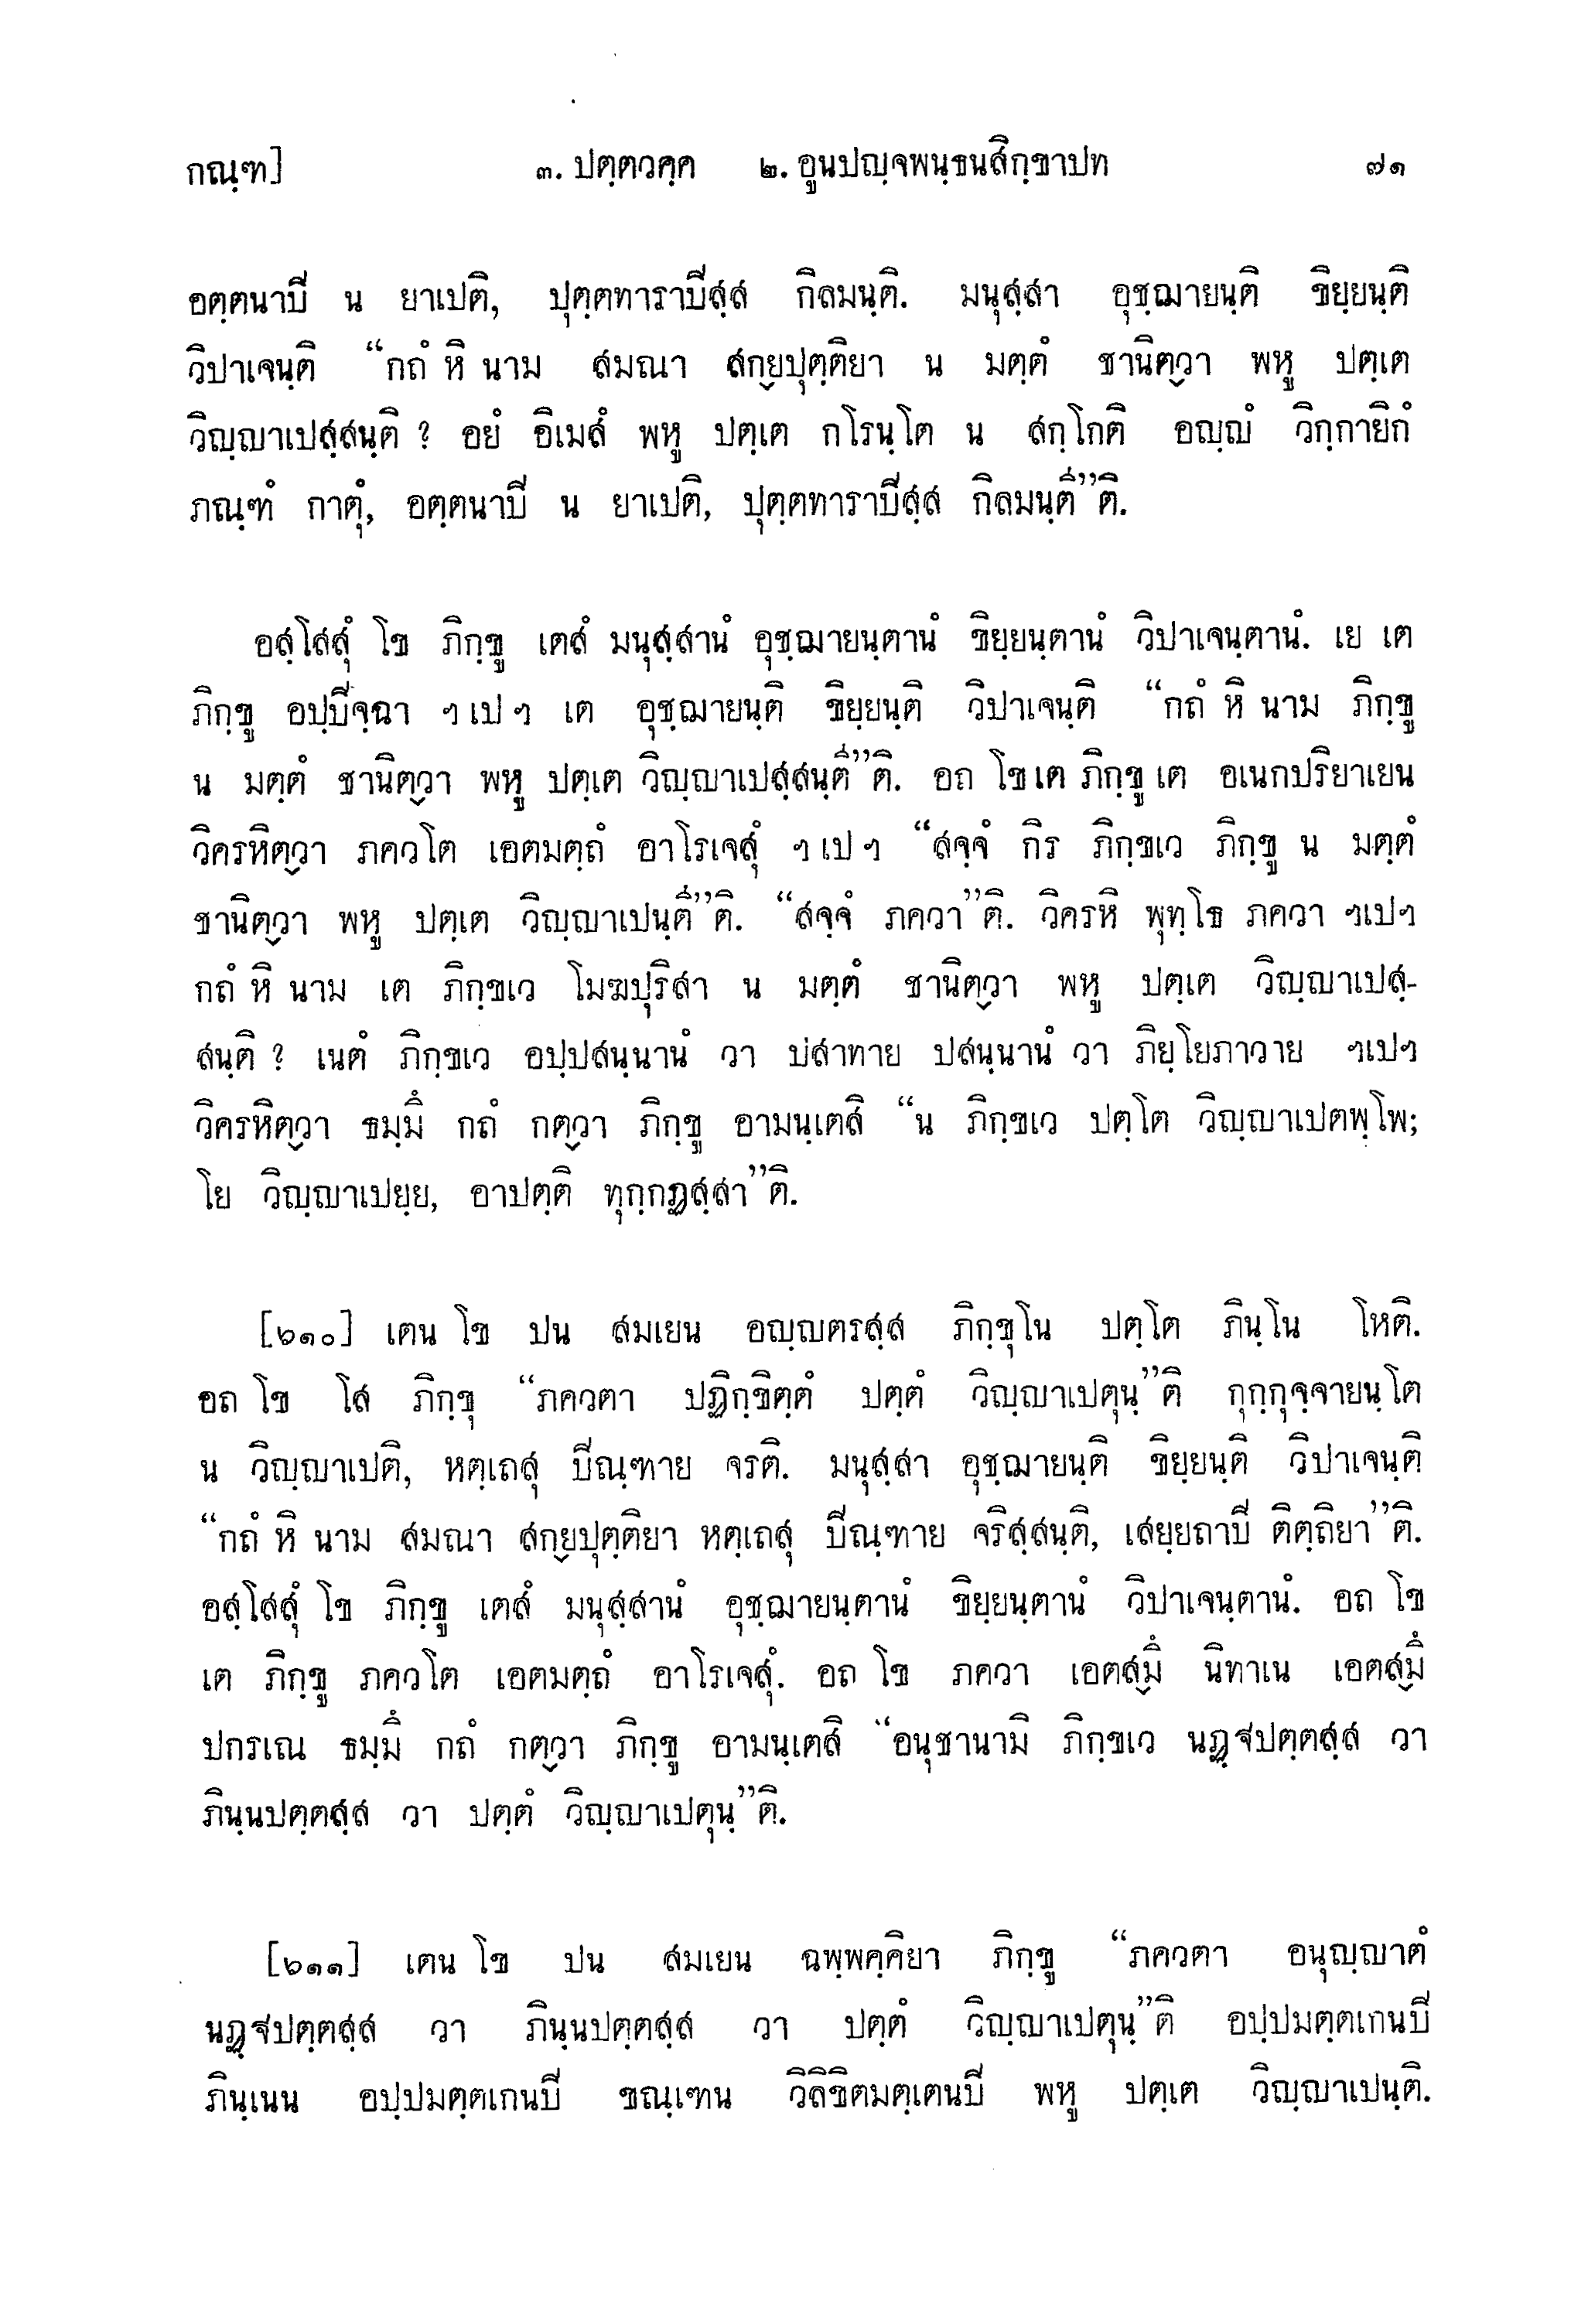 กณฺฑ] ๓. ปตฺตวคฺค ๒. อูนปญฺจพนฺธนสิกฺขาปท ๗๑
อตฺตนาปิ น ยาเปติ, ปุตฺตทาราปิสฺส กิลมนฺติ. มนุสฺสา อุชฺฌายนฺติ ขิยฺยนฺติ
วิปาเจนฺติ “กถํ หิ นาม สมณา สกฺยปุตฺติยา น มตฺตํ ชานิตฺวา พหู ปตฺเต
วิญฺญาเปสฺสนฺติ ? อยํ อิเมสํ พหู ปตฺเต กโรนฺโต น สกฺโกติ อญฺญํ วิกฺกายิกํ
ภณฺฑํ กาตุํ, อตฺตนาปิ น ยาเปติ, ปุตฺตทาราปิสฺส กิลมนฺตี”ติ.
อสฺโสสุํ โข ภิกฺขู เตสํ มนุสฺสานํ อุชฺฌายนฺตานํ ขิยฺยนฺตานํ วิปาเจนฺตานํ. เย เต
ภิกฺขู อปฺปิจฺฉา ฯ เป ฯ เต อุชฺฌายนฺติ ขิยฺยนฺติ วิปาเจนฺติ “กถํ หิ นาม ภิกฺขู
น มตฺตํ ชานิตฺวา พหู ปตฺเต วิญฺญาเปสฺสนฺตี”ติ. อถ โข เต ภิกฺขู เต อเนกปริยาเยน
วิครหิตฺวา ภควโต เอตมตฺถํ อาโรเจสุํ ฯ เป ฯ “สจฺจํ กิร ภิกฺขเว ภิกฺขู น มตฺตํ
ชานิตฺวา พหู ปตฺเต วิญฺญาเปนฺตี”ติ. “สจฺจํ ภควา”ติ. วิครหิ พุทฺโธ ภควา ฯเปฯ
กถํ หิ นาม เต ภิกฺขเว โมฆปุริสา น มตฺตํ ชานิตฺวา พหู ปตฺเต วิญฺญาเปสฺ-
สนฺติ ? เนตํ ภิกฺขเว อปฺปสนฺนานํ วา ปสาทาย ปสนฺนานํ วา ภิยฺโยภาวาย ฯเปฯ
วิครหิตฺวา ธมฺมึ กถํ กตฺวา ภิกฺขู อามนฺเตสิ “น ภิกฺขเว ปตฺโต วิญฺญาเปตพฺโพ;
โย วิญฺญาเปยฺย, อาปตฺติ ทุกฺกฏสฺสา”ติ.
[๖๑๐] เตน โข ปน สมเยน อญฺญตรสฺส ภิกฺขุโน ปตฺโต ภินฺโน โหติ.
อถ โข โส ภิกฺขุ “ภควตา ปฏิกฺขิตฺตํ ปตฺตํ วิญฺญาเปตุนฺ”ติ กุกฺกุจฺจายนฺโต
น วิญฺญาเปติ, หตฺเถสุ ปิณฺฑาย จรติ. มนุสฺสา อุชฺฌายนฺติ ขิยฺยนฺติ วิปาเจนฺติ
“กถํ หิ นาม สมณา สกฺยปุตฺติยา หตฺเถสุ ปิณฺฑาย จริสฺสนฺติ, เสยฺยถาปิ ติตฺถิยา”ติ.
อสฺโสสุํ โข ภิกฺขู เตสํ มนุสฺสานํ อุชฺฌายนฺตานํ ขิยฺยนฺตานํ วิปาเจนฺตานํ. อถ โข
เต ภิกฺขู ภควโต เอตมตฺถํ อาโรเจสุํ. อถ โข ภควา เอตสฺมึ นิทาเน เอตสฺมึ
ปกรเณ ธมฺมึ กถํ กตฺวา ภิกฺขู อามนฺเตสิ “อนุชานามิ ภิกฺขเว นฏฺฐปตฺตสฺส วา
ภินฺนปตฺตสฺส วา ปตฺตํ วิญฺญาเปตุนฺ”ติ.
[๖๑๑] เตน โข ปน สมเยน ฉพฺพคฺคิยา ภิกฺขู “ภควตา อนุญฺญาตํ
นฏฺฐปตฺตสฺส วา ภินฺนปตฺตสฺส วา ปตฺตํ วิญฺญาเปตุนฺ”ติ อปฺปมตฺตเกนปิ
ภินฺเนน อปฺปมตฺตเกนปิ ขณฺเฑน วิลิขิตมตฺเตนปิ พหู ปตฺเต วิญฺญาเปนฺติ.